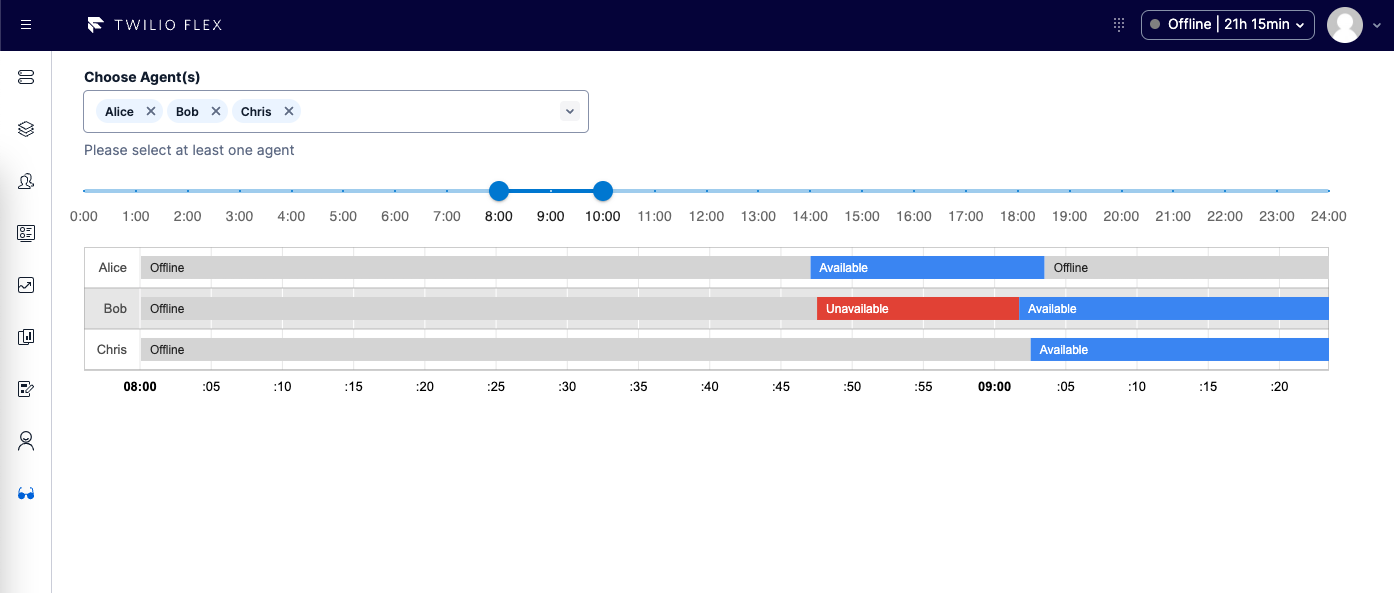 TWILIO FLEX
Offline | 21h 15min
Choose Agent(s)
Alice Bob Chris
Please select at least one agent
0:00 1:00 2:00 3:00 4:00 5:00 6:00 7:00 8:00 9:00 10:00 11:00 12:00 13:00 14:00 15:00 16:00 17:00 18:00 19:00 20:00 21:00 22:00 23:00 24:00
Alice Offline Available Offline
Bob Offline Unavailable Available
Chris Offline Available
08:00 :05 :10 :15 :20 :25 :30 :35 :40 :45 :50 :55 09:00 :05 :10 :15 :20